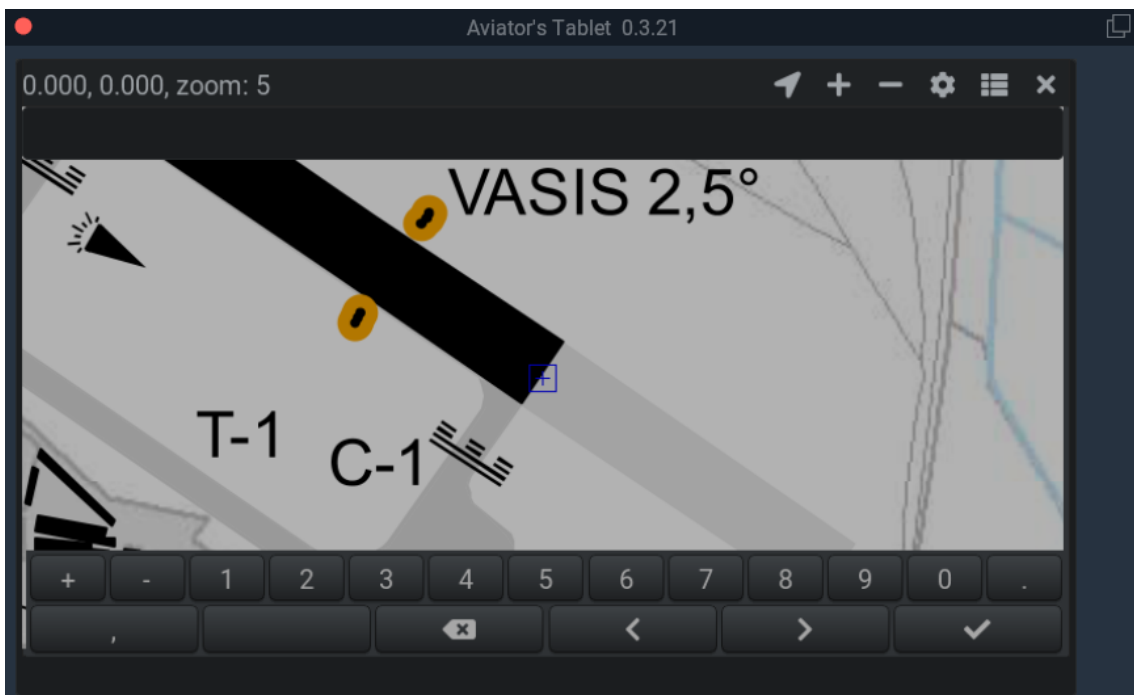 Aviator's Tablet 0.3.21
0.000, 0.000, zoom: 5
VASIS 2,5°
T-1
C-1
+ - 1 2 3 4 5 6 7 8 9 0 .
,